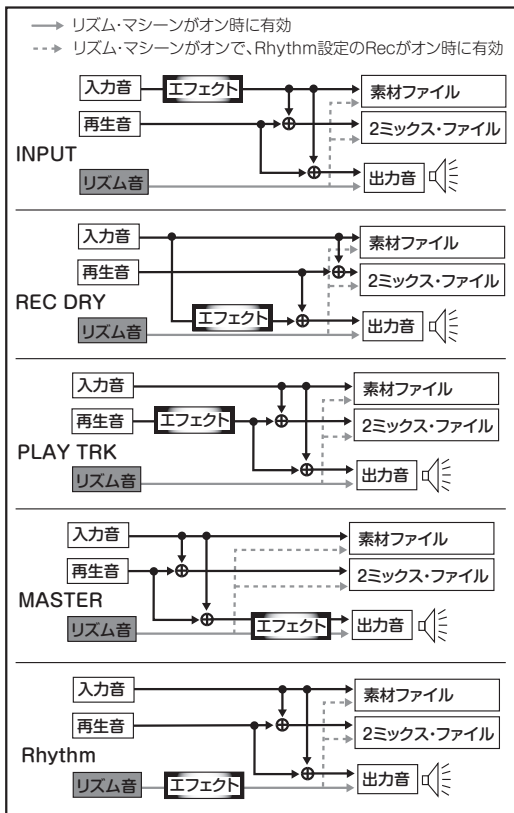 リズム・マシーンがオン時に有効
リズム・マシーンがオンで、Rhythm設定のRecがオン時に有効
入力音 エフェクト 素材ファイル
再生音 2ミックス・ファイル
INPUT
リズム音 出力音
入力音 素材ファイル
再生音 2ミックス・ファイル
REC DRY
リズム音 エフェクト 出力音
入力音 素材ファイル
再生音 エフェクト 2ミックス・ファイル
PLAY TRK
リズム音 出力音
入力音 素材ファイル
再生音 2ミックス・ファイル
MASTER
リズム音 エフェクト 出力音
入力音 素材ファイル
再生音 2ミックス・ファイル
Rhythm
リズム音 エフェクト 出力音